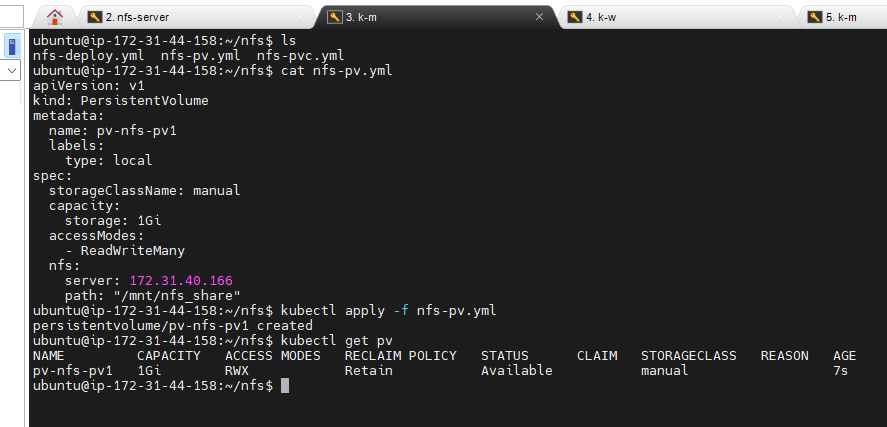 2. nfs-server
3. k-m
4. k-w
5. k-m
ubuntu@ip-172-31-44-158:~/nfs$ ls
nfs-deploy.yml  nfs-pv.yml  nfs-pvc.yml
ubuntu@ip-172-31-44-158:~/nfs$ cat nfs-pv.yml
apiVersion: v1
kind: PersistentVolume
metadata:
  name: pv-nfs-pv1
  labels:
    type: local
spec:
  storageClassName: manual
  capacity:
    storage: 1Gi
  accessModes:
    - ReadWriteMany
  nfs:
    server: 172.31.40.166
    path: "/mnt/nfs_share"
ubuntu@ip-172-31-44-158:~/nfs$ kubectl apply -f nfs-pv.yml
persistentvolume/pv-nfs-pv1 created
ubuntu@ip-172-31-44-158:~/nfs$ kubectl get pv
NAME         CAPACITY   ACCESS MODES   RECLAIM POLICY   STATUS      CLAIM   STORAGECLASS   REASON   AGE
pv-nfs-pv1   1Gi        RWX            Retain           Available           manual                  7s
ubuntu@ip-172-31-44-158:~/nfs$